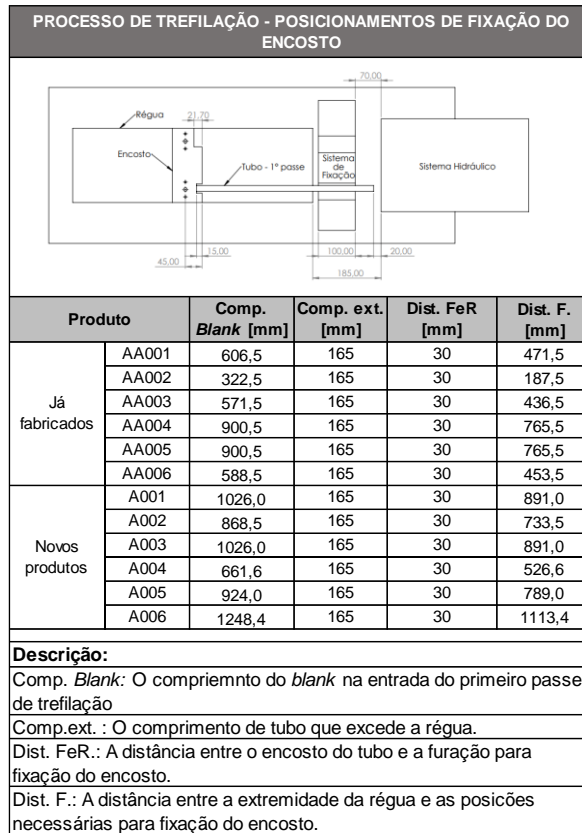 PROCESSO DE TREFILAÇÃO - POSICIONAMENTOS DE FIXAÇÃO DO
ENCOSTO
70,00
Régua
21,70
Encosto
Tubo - 1º passe
Sistema
de
Fixação
Sistema Hidráulico
15,00
100,00
20,00
45,00
185,00
Produto
Comp. Blank [mm]
Comp. ext. [mm]
Dist. FeR [mm]
Dist. F. [mm]
Já fabricados
AA001 606,5 165 30 471,5
AA002 322,5 165 30 187,5
AA003 571,5 165 30 436,5
AA004 900,5 165 30 765,5
AA005 900,5 165 30 765,5
AA006 588,5 165 30 453,5
Novos produtos
A001 1026,0 165 30 891,0
A002 868,5 165 30 733,5
A003 1026,0 165 30 891,0
A004 661,6 165 30 526,6
A005 924,0 165 30 789,0
A006 1248,4 165 30 1113,4
Descrição:
Comp. Blank: O compriemnto do blank na entrada do primeiro passe
de trefilação
Comp.ext. : O comprimento de tubo que excede a régua.
Dist. FeR.: A distância entre o encosto do tubo e a furação para
fixação do encosto.
Dist. F.: A distância entre a extremidade da régua e as posicões
necessárias para fixação do encosto.